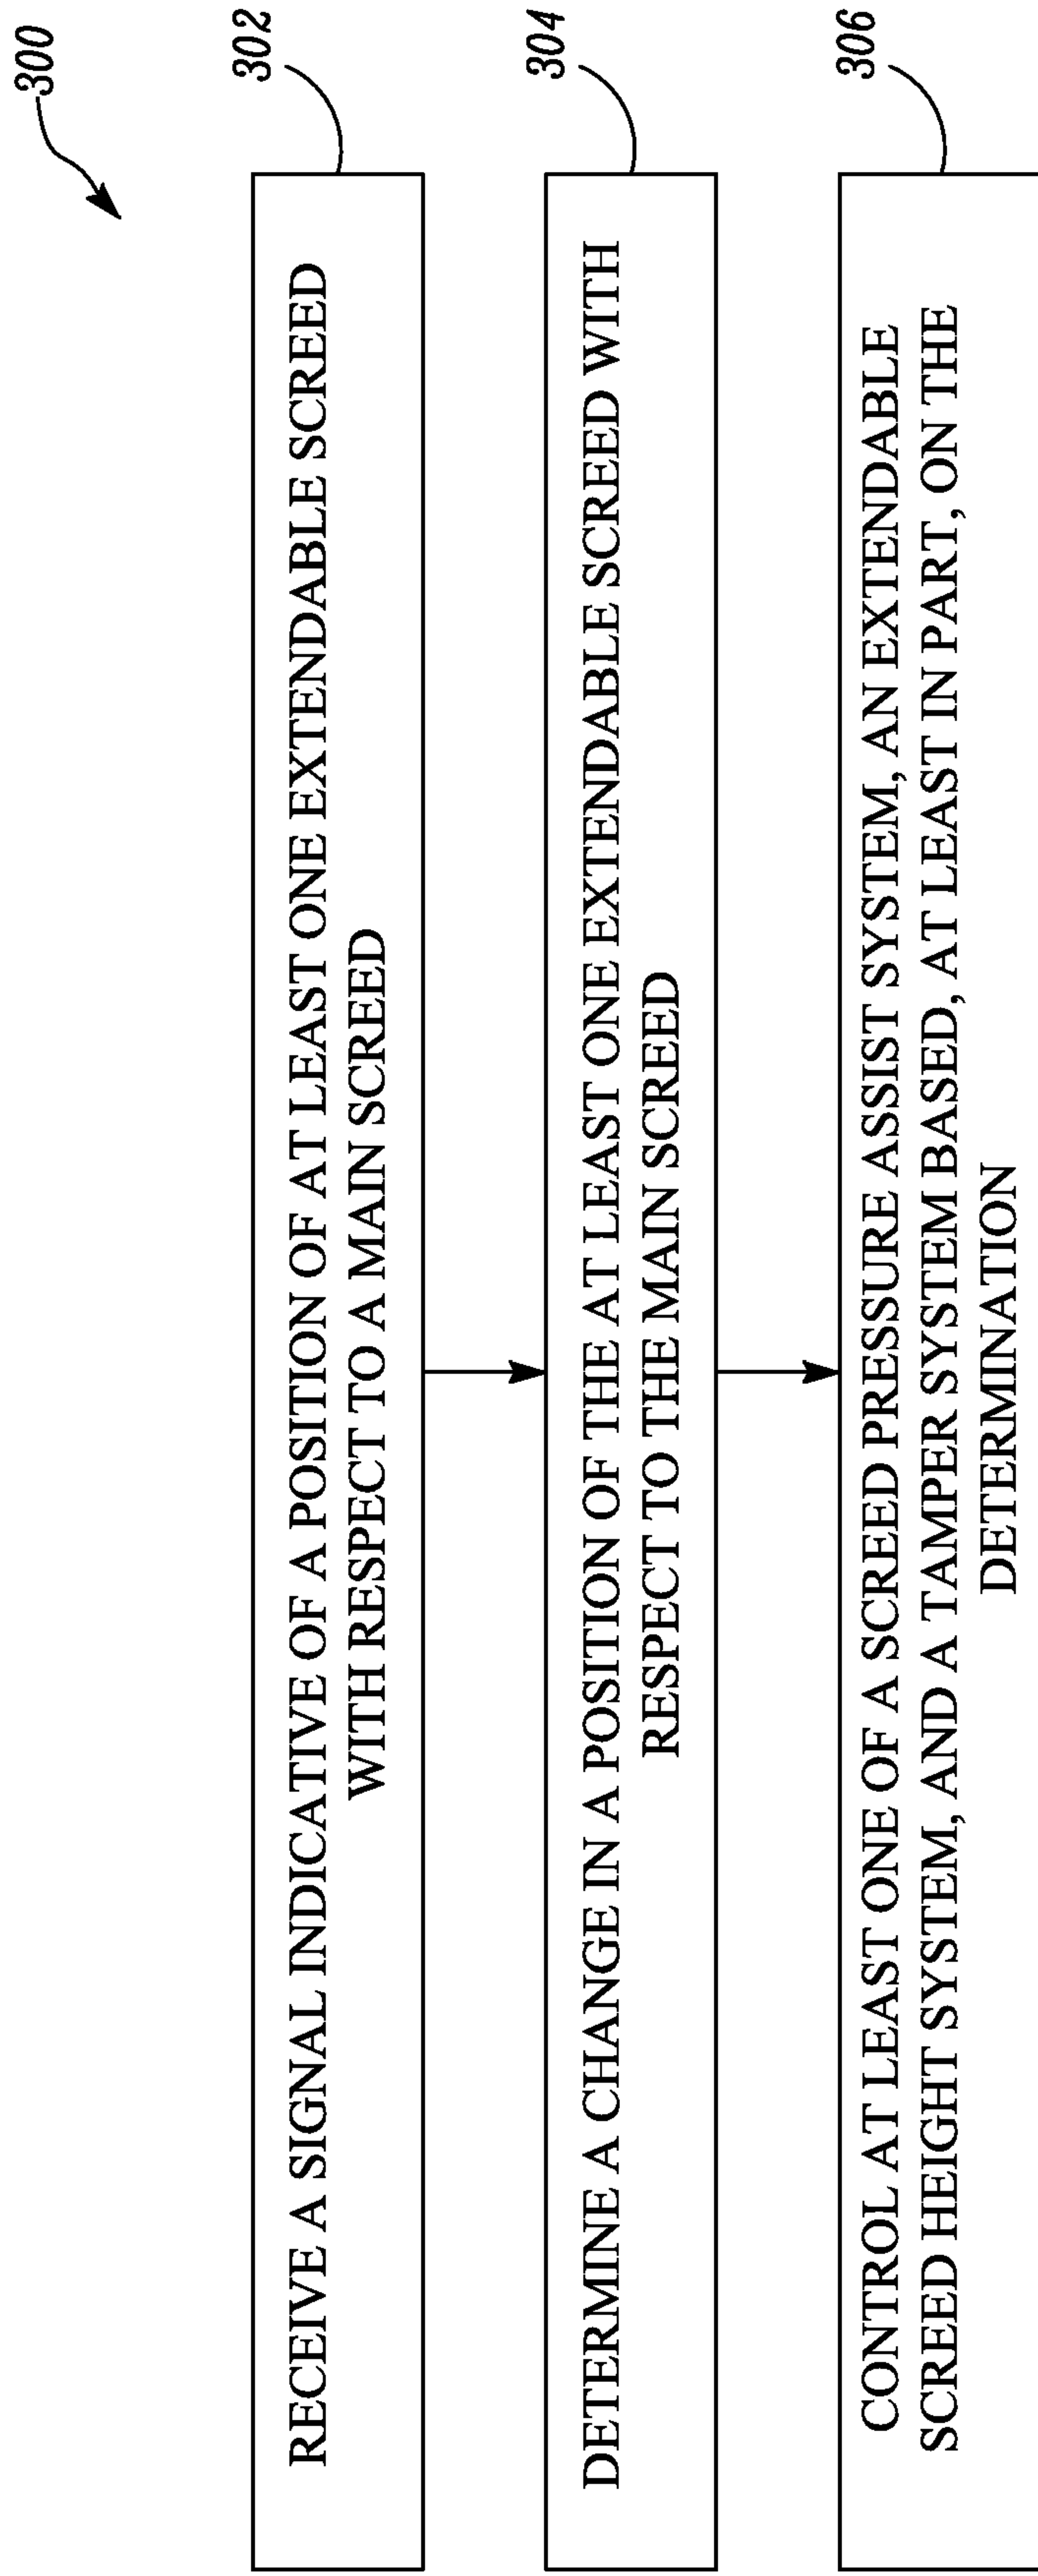 300
302
RECEIVE A SIGNAL INDICATIVE OF A POSITION OF AT LEAST ONE EXTENDABLE SCREED
WITH RESPECT TO A MAIN SCREED
304
DETERMINE A CHANGE IN A POSITION OF THE AT LEAST ONE EXTENDABLE SCREED WITH
RESPECT TO THE MAIN SCREED
306
CONTROL AT LEAST ONE OF A SCREED PRESSURE ASSIST SYSTEM, AN EXTENDABLE
SCREED HEIGHT SYSTEM, AND A TAMPER SYSTEM BASED, AT LEAST IN PART, ON THE
DETERMINATION